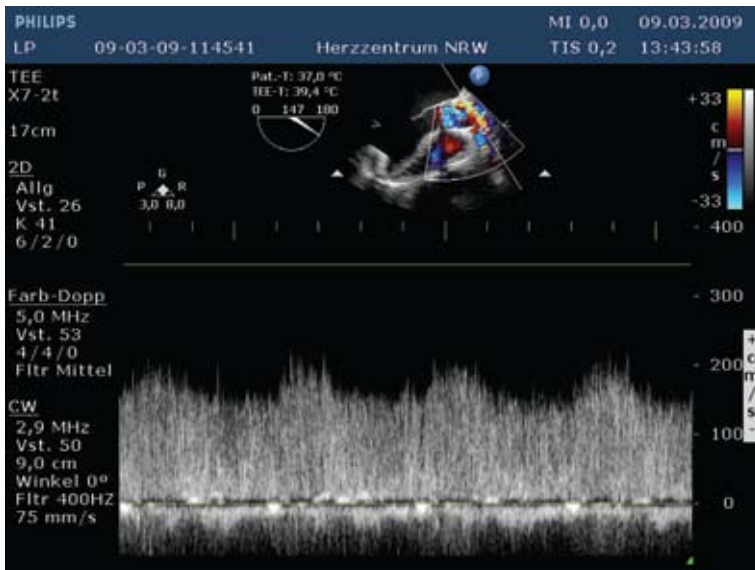 PHILIPS
MI 0,0 09.03.2009
LP 09-03-09-114541 Herzzentrum NRW TIS 0,2 13:43:58
TEE
X7-2t
17cm
2D
Allg
Vst. 26
K 41
6/2/0
Pat.-T: 37,0 °C
TEE-T: 39,4 °C
0 147 180
G
P R
3,0 8,0
P
+33
c
m
/
s
-33
- 400
- 300
- 200
- 100
0
+
c
m
/
s
-
Farb-Dopp
5,0 MHz
Vst. 53
4/4/0
Fltr Mittel
CW
2,9 MHz
Vst. 50
9,0 cm
Winkel 0°
Fltr 400HZ
75 mm/s